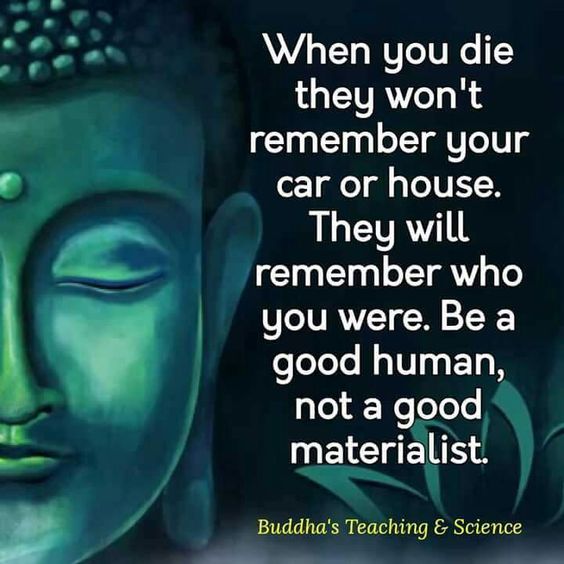 When you die
they won't
remember your
car or house.
They will
remember who
you were. Be a
good human,
not a good
materialist.
Buddha's Teaching & Science